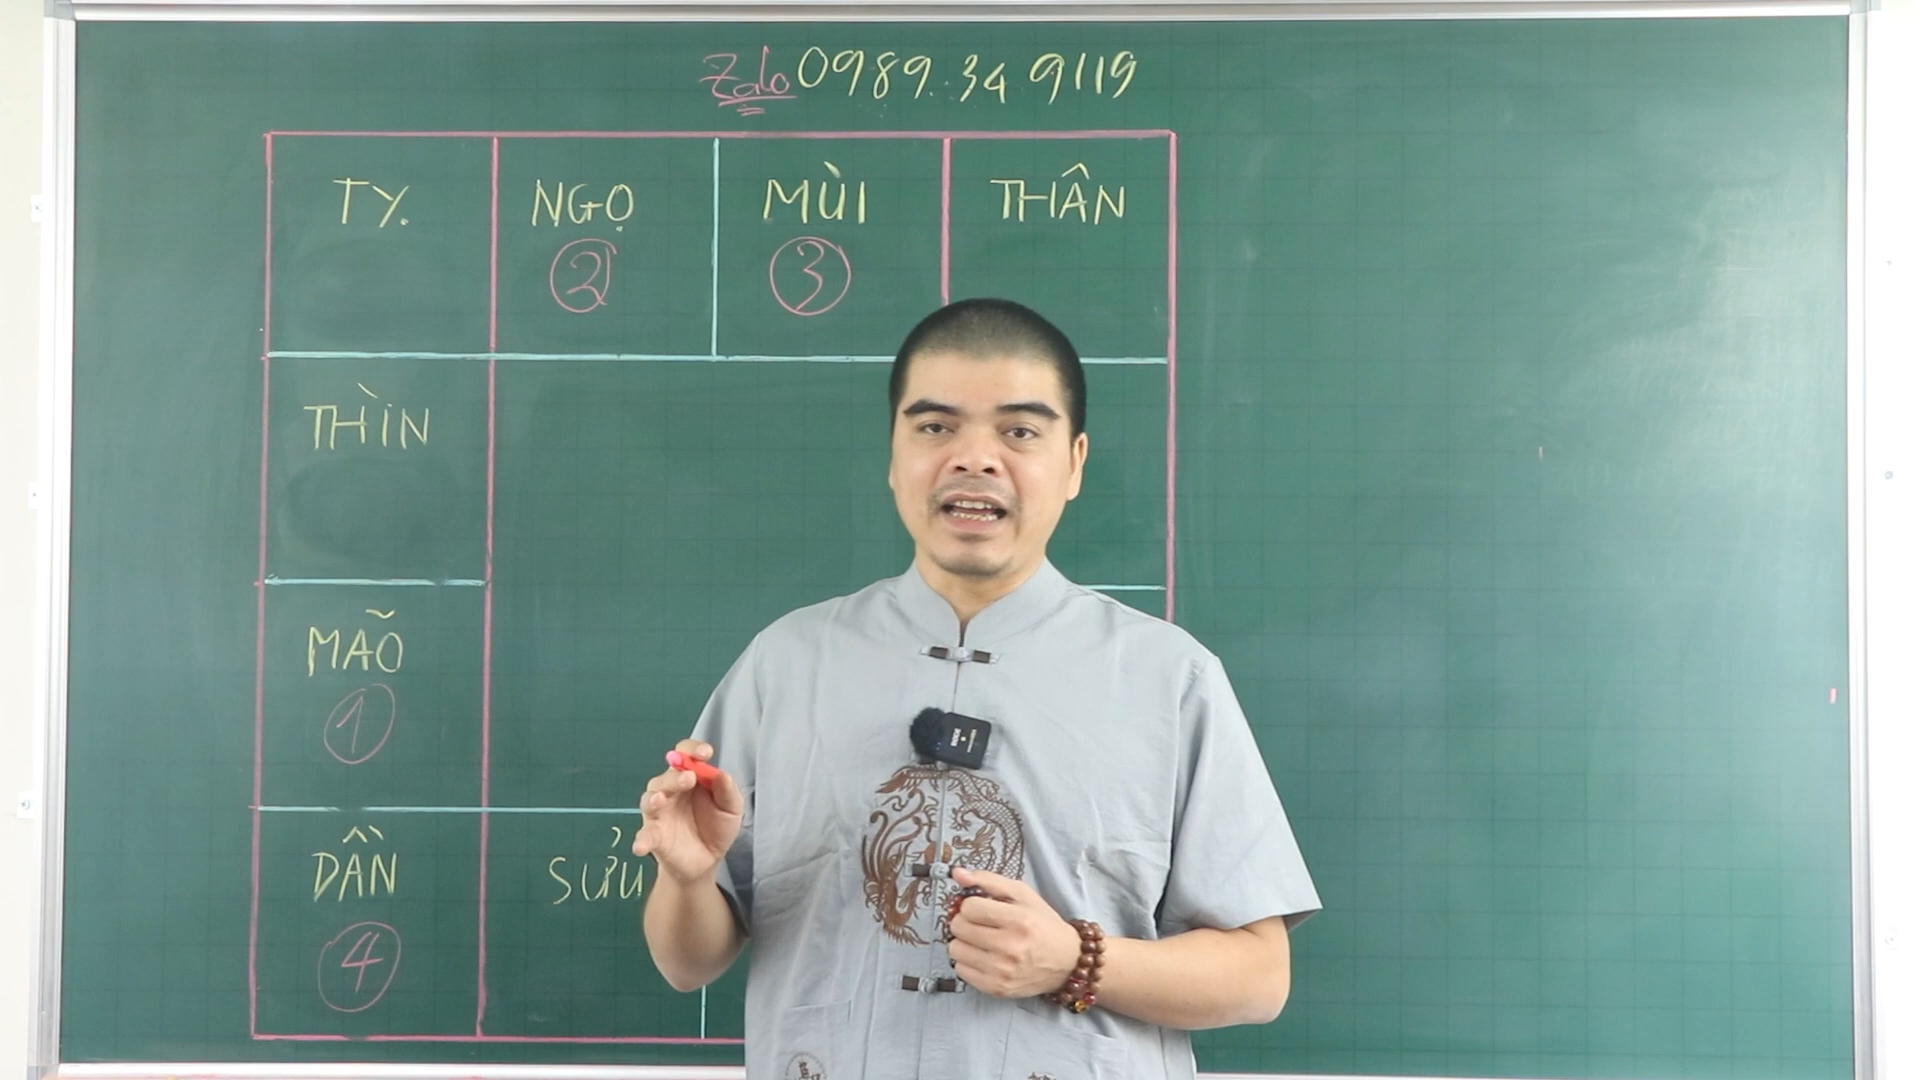 Zalo 0989.34 9119
TỴ NGỌ MÙI THÂN
② ③
THÌN
MÃO
①
DẦN SỬU
④